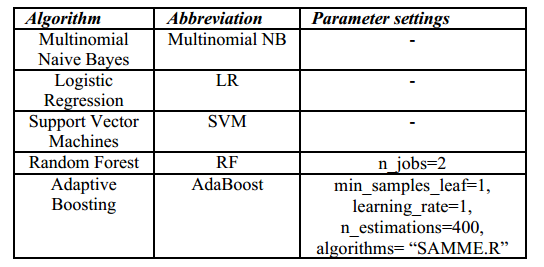 Algorithm Abbreviation Parameter settings
Multinomial Naive Bayes Multinomial NB -
Logistic Regression LR -
Support Vector Machines SVM -
Random Forest RF n_jobs=2
Adaptive Boosting AdaBoost min_samples_leaf=1,
learning_rate=1,
n_estimations=400,
algorithms= “SAMME.R”